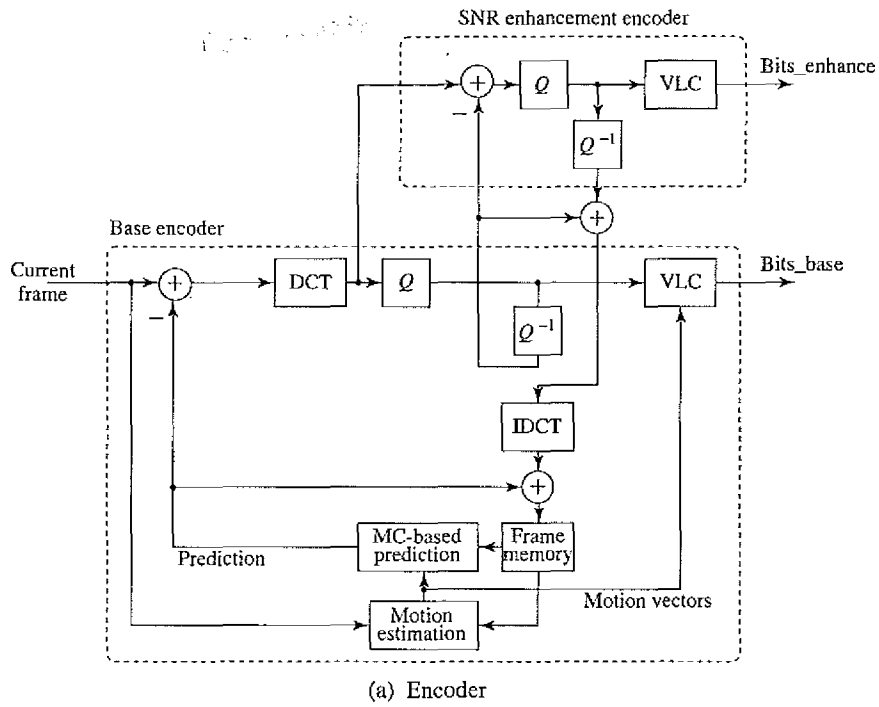 SNR enhancement encoder
+
Q
VLC
Bits_enhance
−
Q⁻¹
+
Base encoder
Current
frame
+
DCT
Q
VLC
Bits_base
−
Q⁻¹
IDCT
+
Prediction
MC-based
prediction
Frame
memory
Motion vectors
Motion
estimation
(a) Encoder